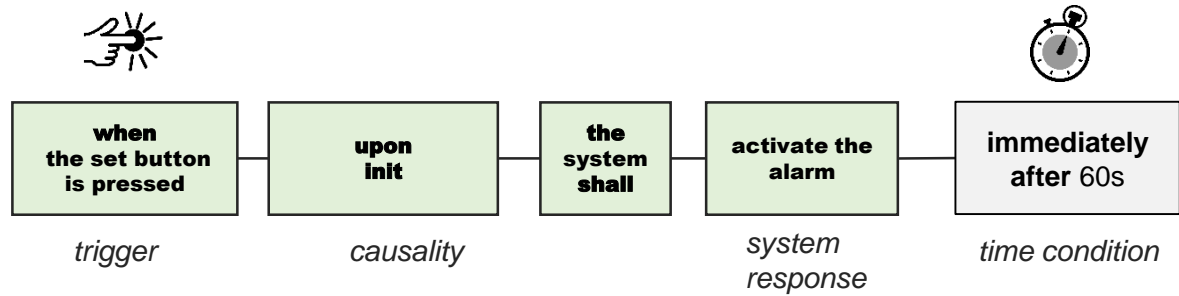 when
the set button
is pressed
upon
init
the
system
shall
activate the
alarm
immediately
after 60s
trigger
causality
system
response
time condition